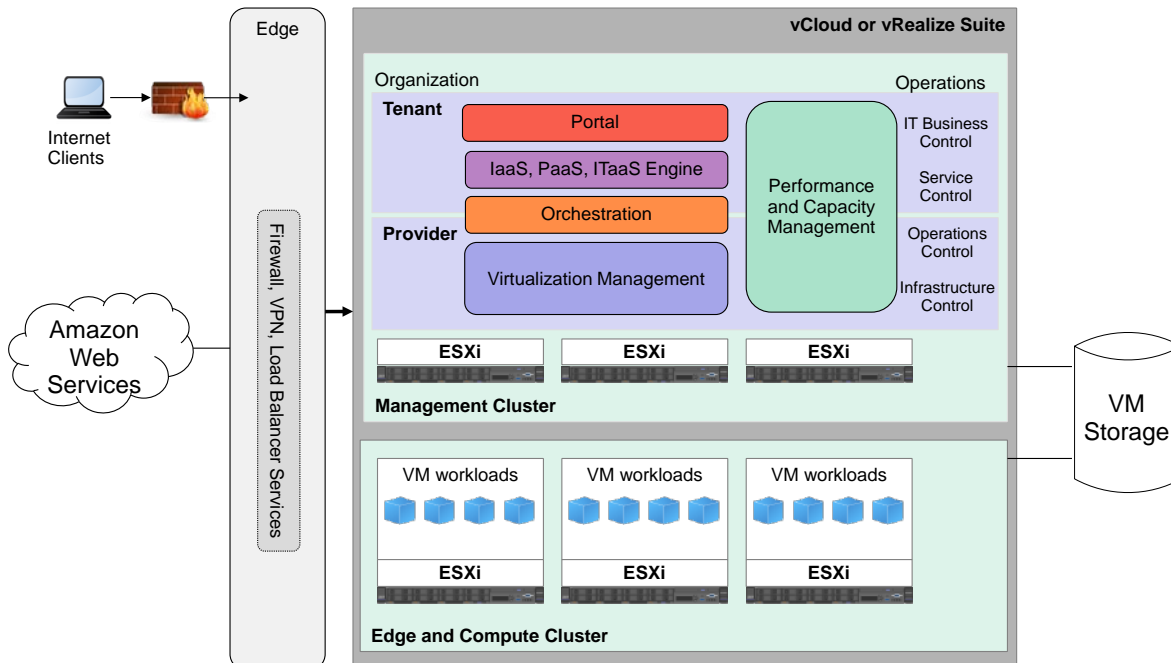 Edge
Internet
Clients
Amazon
Web
Services
Firewall, VPN, Load Balancer Services
vCloud or vRealize Suite
Organization
Operations
Tenant
Portal
IaaS, PaaS, ITaaS Engine
Orchestration
Provider
Virtualization Management
Performance
and Capacity
Management
IT Business
Control
Service
Control
Operations
Control
Infrastructure
Control
ESXi
ESXi
ESXi
Management Cluster
VM workloads
VM workloads
VM workloads
ESXi
ESXi
ESXi
Edge and Compute Cluster
VM
Storage